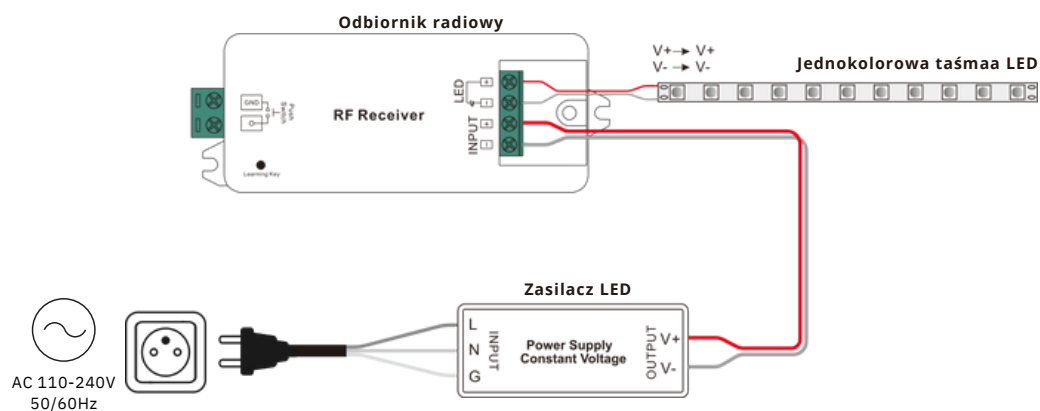 Odbiornik radiowy
V+→ V+
V- → V-
Jednokolorowa taśmaa LED
GND
Push
Switch
RF Receiver
LED
+
-
INPUT
+
-
Learning Key
Zasilacz LED
L
N
G
INPUT
Power Supply
Constant Voltage
OUTPUT
V+
V-
AC 110-240V
50/60Hz